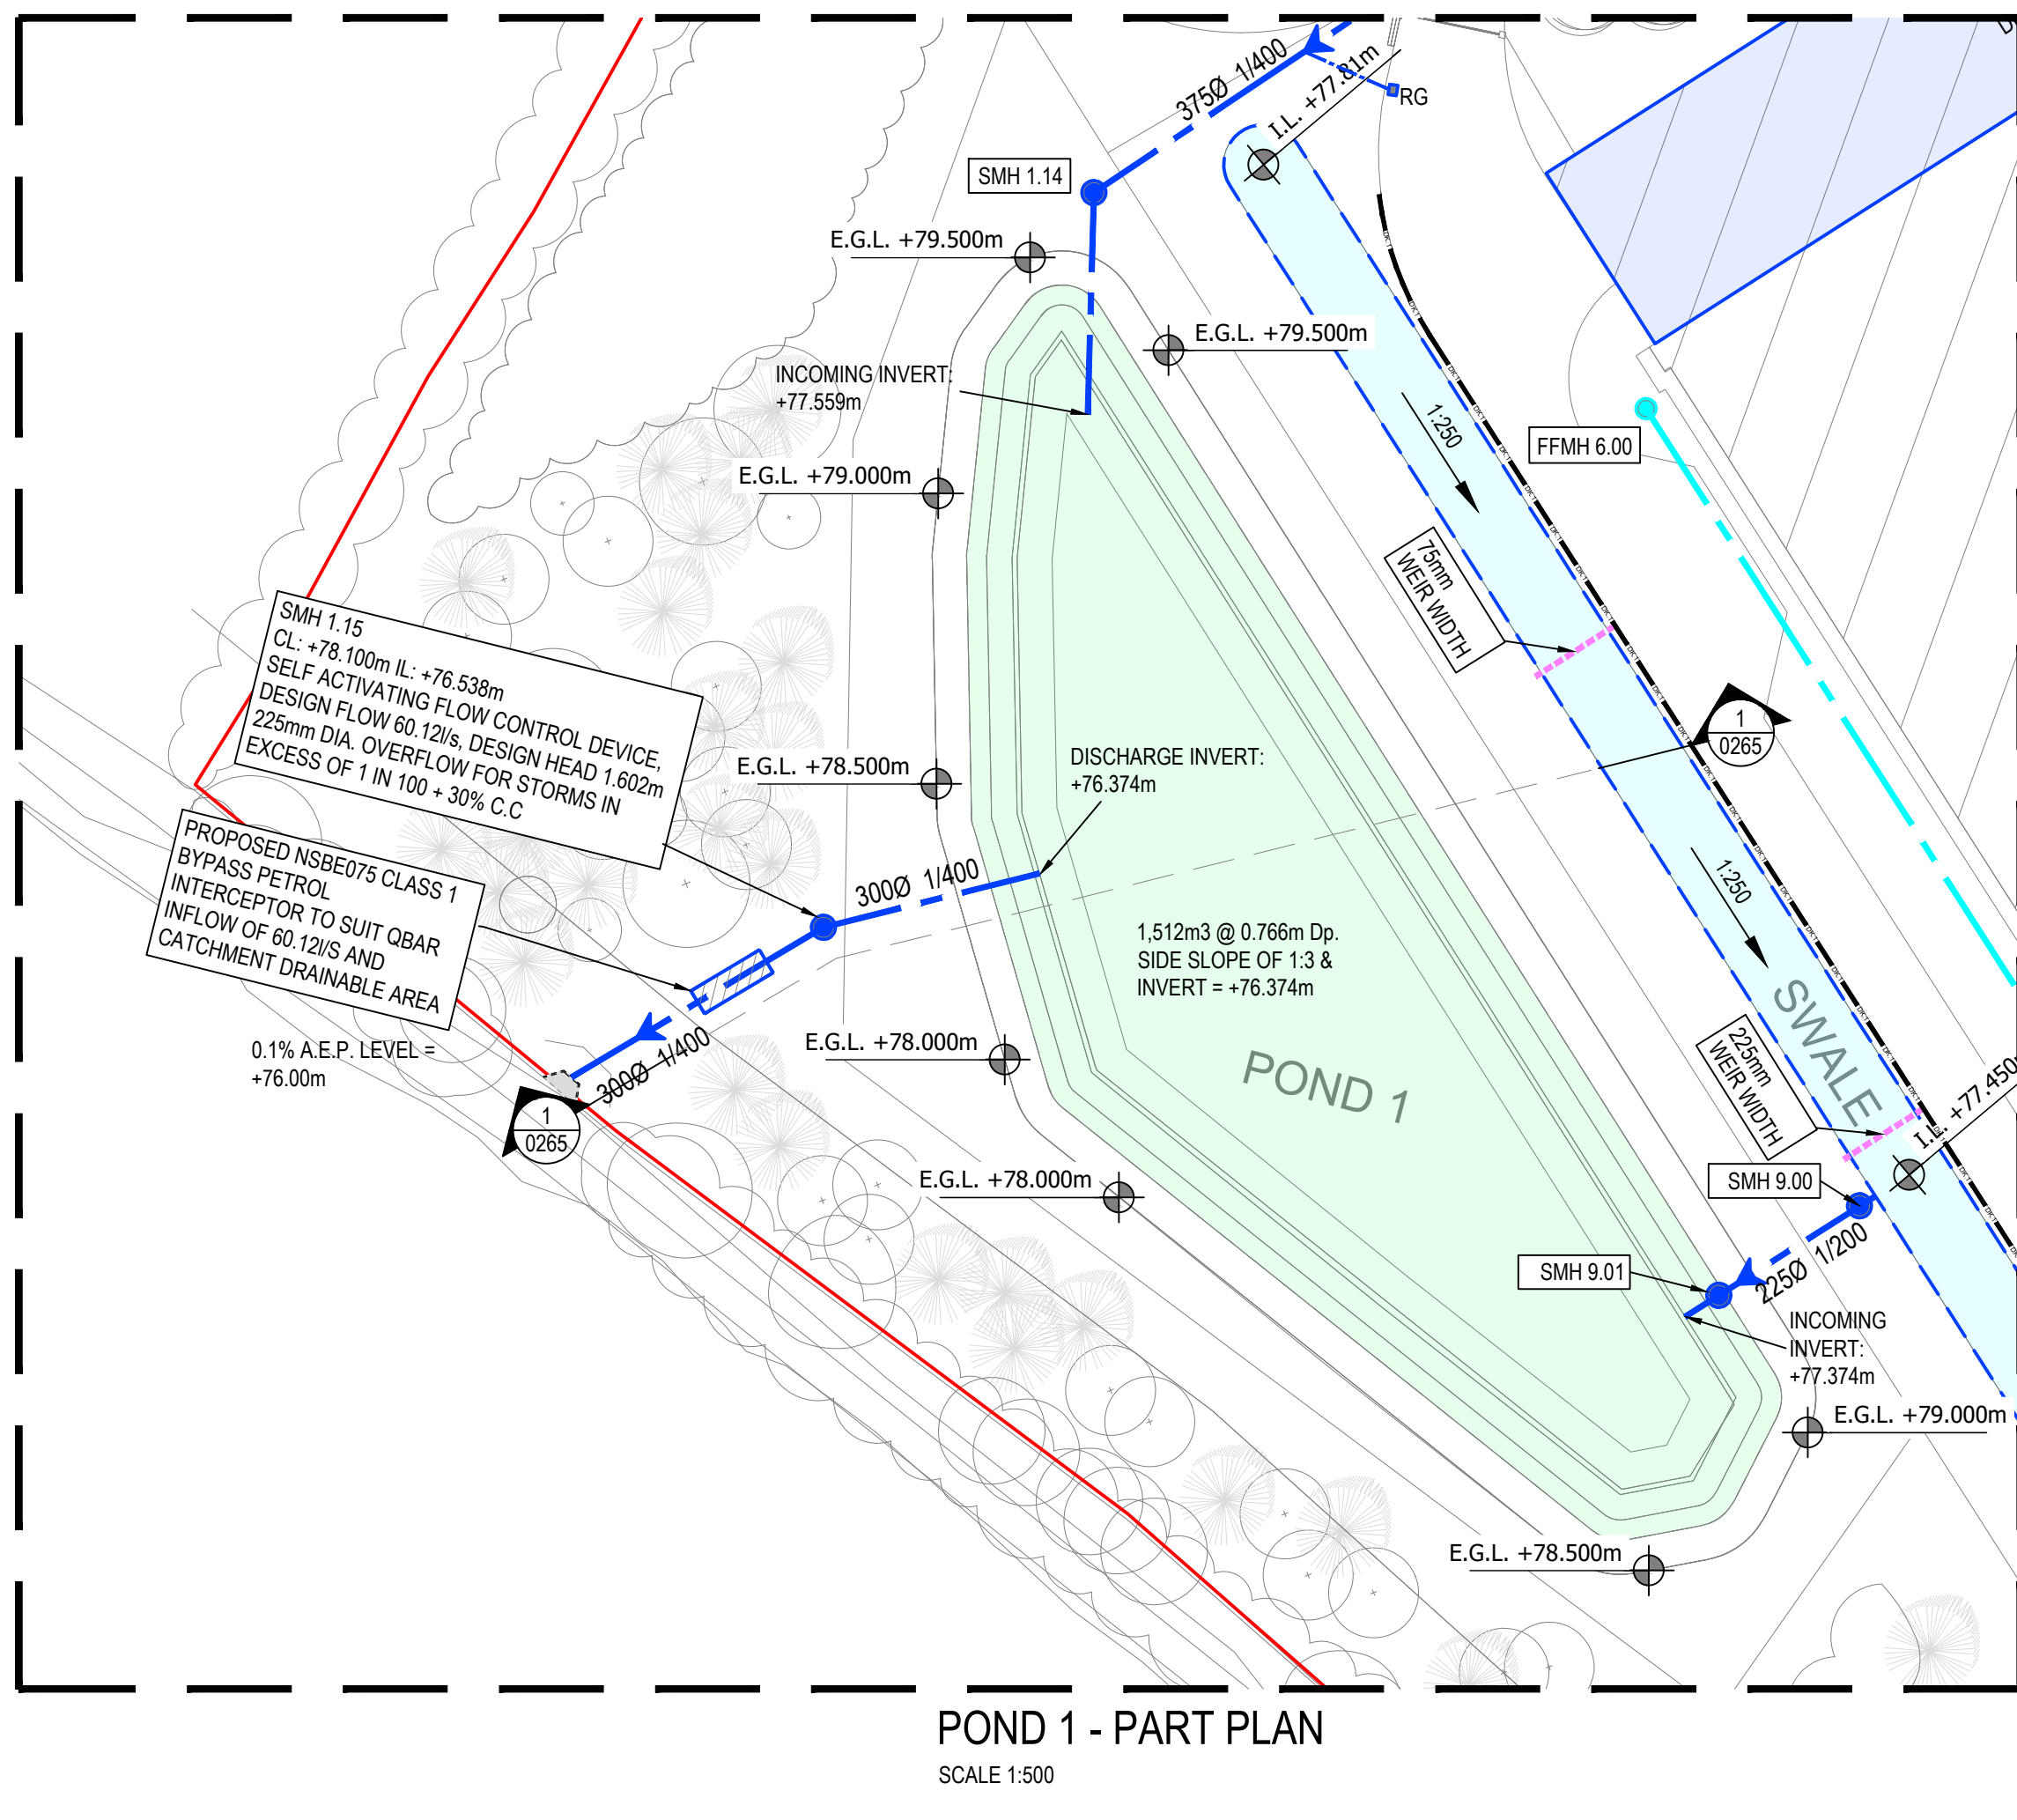 375Ø 1/400
I.L. +77.81m
RG
SMH 1.14
E.G.L. +79.500m
E.G.L. +79.500m
INCOMING INVERT:
+77.559m
1:250
FFMH 6.00
E.G.L. +79.000m
75mm
WEIR WIDTH
SMH 1.15
CL: +78.100m IL: +76.538m
SELF ACTIVATING FLOW CONTROL DEVICE,
DESIGN FLOW 60.12l/s, DESIGN HEAD 1.602m
225mm DIA. OVERFLOW FOR STORMS IN
EXCESS OF 1 IN 100 + 30% C.C
1
0265
DISCHARGE INVERT:
+76.374m
E.G.L. +78.500m
PROPOSED NSBE075 CLASS 1
BYPASS PETROL
INTERCEPTOR TO SUIT QBAR
INFLOW OF 60.12l/S AND
CATCHMENT DRAINABLE AREA
300Ø 1/400
1:250
1,512m3 @ 0.766m Dp.
SIDE SLOPE OF 1:3 &
INVERT = +76.374m
SWALE
0.1% A.E.P. LEVEL =
+76.00m
300Ø 1/400
E.G.L. +78.000m
POND 1
225mm
WEIR WIDTH
I.L. +77.450
1
0265
E.G.L. +78.000m
SMH 9.00
SMH 9.01
225Ø 1/200
INCOMING
INVERT:
+77.374m
E.G.L. +79.000m
E.G.L. +78.500m
POND 1 - PART PLAN
SCALE 1:500